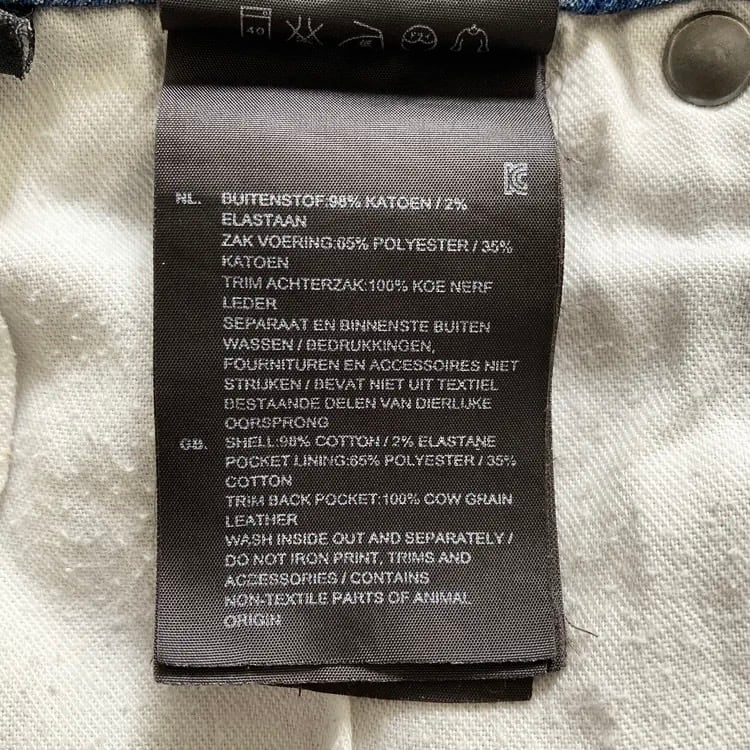 40
KC
NL. BUITENSTOF:98% KATOEN / 2%
ELASTAAN
ZAK VOERING:65% POLYESTER / 35%
KATOEN
TRIM ACHTERZAK:100% KOE NERF
LEDER
SEPARAAT EN BINNENSTE BUITEN
WASSEN / BEDRUKKINGEN,
FOURNITUREN EN ACCESSOIRES NIET
STRIJKEN / BEVAT NIET UIT TEXTIEL
BESTAANDE DELEN VAN DIERLIJKE
OORSPRONG
GB. SHELL:98% COTTON / 2% ELASTANE
POCKET LINING:65% POLYESTER / 35%
COTTON
TRIM BACK POCKET:100% COW GRAIN
LEATHER
WASH INSIDE OUT AND SEPARATELY /
DO NOT IRON PRINT, TRIMS AND
ACCESSORIES / CONTAINS
NON-TEXTILE PARTS OF ANIMAL
ORIGIN